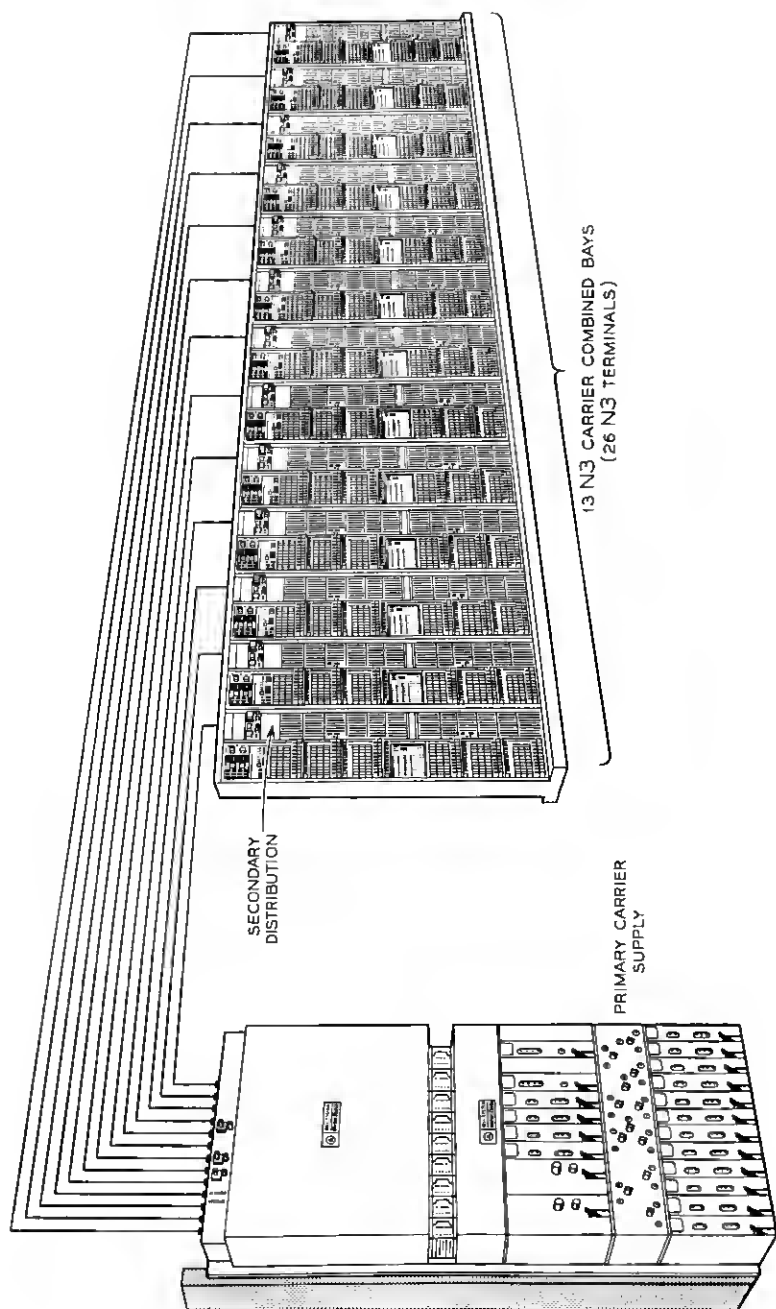 SECONDARY
DISTRIBUTION
PRIMARY CARRIER
SUPPLY
13 N3 CARRIER COMBINED BAYS
(26 N3 TERMINALS)